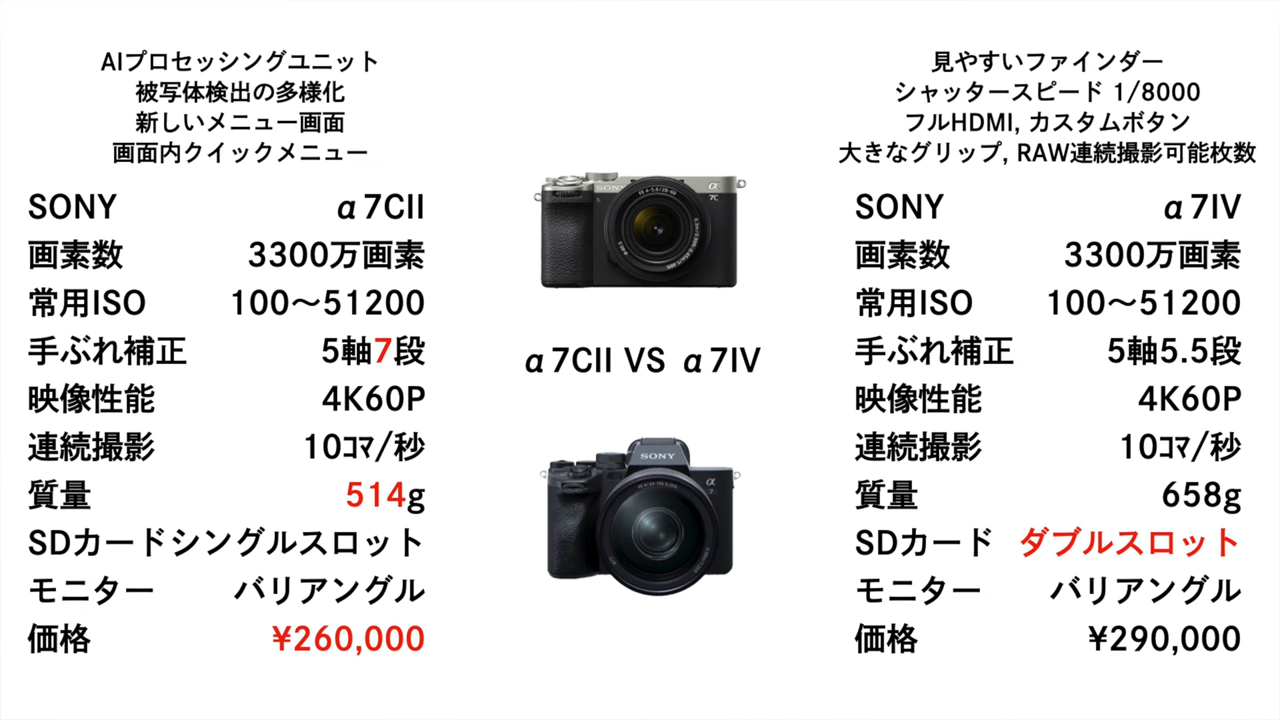 AIプロセッシングユニット
被写体検出の多様化
新しいメニュー画面
画面内クイックメニュー
SONY α7CII
画素数 3300万画素
常用ISO 100〜51200
手ぶれ補正 5軸7段
映像性能 4K60P
連続撮影 10コマ/秒
質量 514g
SDカードシングルスロット
モニター バリアングル
価格 ¥260,000
SONY
α
7C
α7CII VS α7IV
SONY
α
7
見やすいファインダー
シャッタースピード 1/8000
フルHDMI, カスタムボタン
大きなグリップ, RAW連続撮影可能枚数
SONY α7IV
画素数 3300万画素
常用ISO 100〜51200
手ぶれ補正 5軸5.5段
映像性能 4K60P
連続撮影 10コマ/秒
質量 658g
SDカード ダブルスロット
モニター バリアングル
価格 ¥290,000